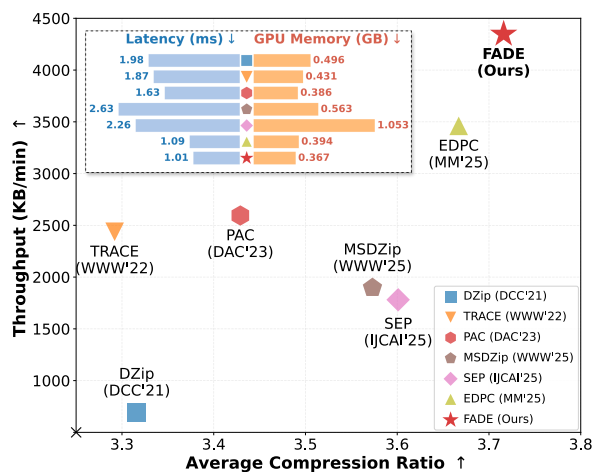 4500
4000
3500
3000
2500
2000
1500
1000
Throughput (KB/min) ↑
Latency (ms) ↓ GPU Memory (GB) ↓
1.98 0.496
1.87 0.431
1.63 0.386
2.63 0.563
2.26 1.053
1.09 0.394
1.01 0.367
FADE
(Ours)
EDPC
(MM'25)
TRACE
(WWW'22)
PAC
(DAC'23)
MSDZip
(WWW'25)
SEP
(IJCAI'25)
DZip
(DCC'21)
DZip (DCC'21)
TRACE (WWW'22)
PAC (DAC'23)
MSDZip (WWW'25)
SEP (IJCAI'25)
EDPC (MM'25)
FADE (Ours)
3.3 3.4 3.5 3.6 3.7 3.8
Average Compression Ratio ↑